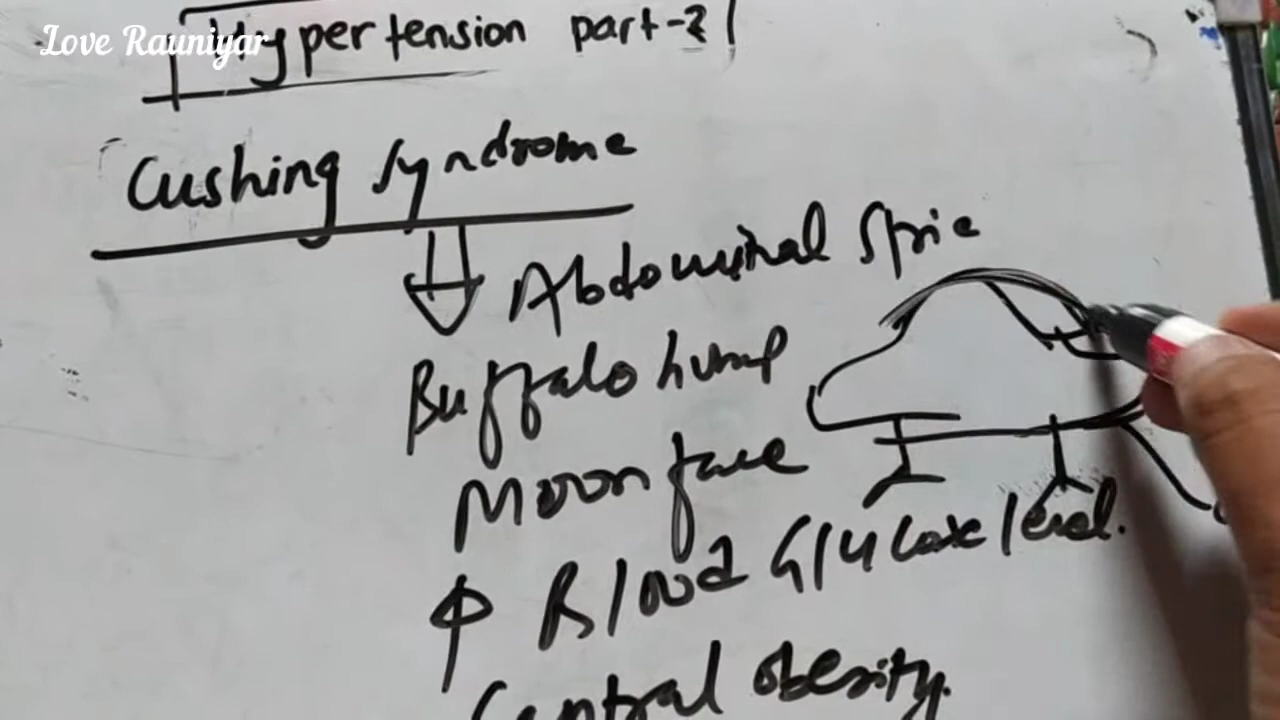 Love Rauniyar
Hypertension part-2
Cushing syndrome
Abdominal Strie
Buffalo hump
Moon face
↑ Blood Glucose level.
Central obesity.